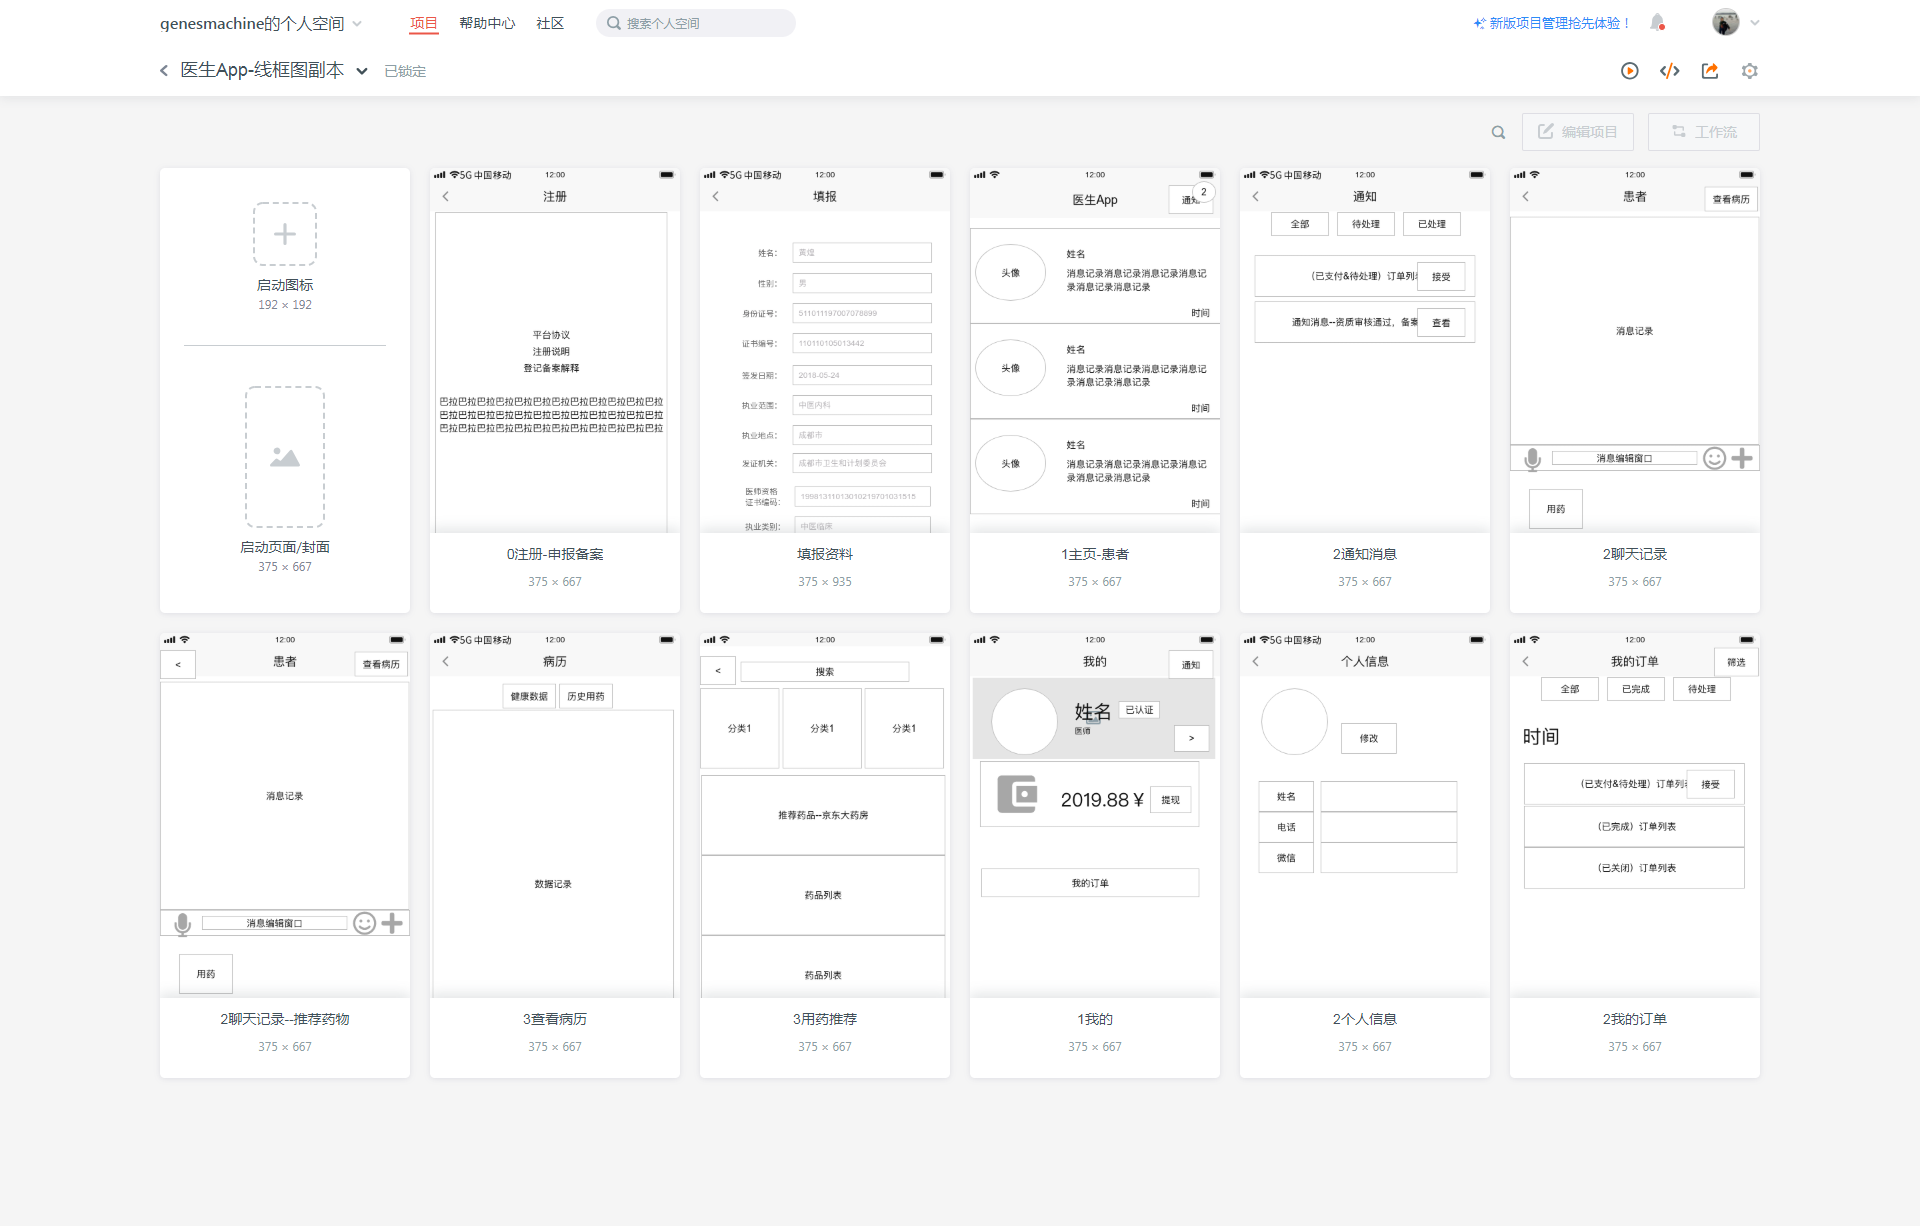 genesmachine的个人空间 项目 帮助中心 社区 搜索个人空间 新版项目管理抢先体验！
医生App-线框图副本 已锁定
编辑项目 工作流
启动图标
192 × 192
启动页面/封面
375 × 667
5G 中国移动 12:00
注册
平台协议
注册说明
登记备案解释
巴拉巴拉巴拉巴拉巴拉巴拉巴拉巴拉巴拉巴拉巴拉巴拉
巴拉巴拉巴拉巴拉巴拉巴拉巴拉巴拉巴拉巴拉巴拉巴拉
巴拉巴拉巴拉巴拉巴拉巴拉巴拉巴拉巴拉巴拉巴拉巴拉
0注册-申报备案
375 × 667
5G 中国移动 12:00
填报
姓名： 黄煌
性别： 男
身份证号： 511011197007078899
证书编号： 110110105013442
签发日期： 2018-05-24
执业范围： 中医内科
执业地点： 成都市
发证机关： 成都市卫生和计划委员会
医师资格
证书编码： 19981311013010219701031515
执业类别： 中医临床
填报资料
375 × 935
12:00
医生App 通知 2
头像 姓名
消息记录消息记录消息记录消息记
录消息记录消息记录
时间
头像 姓名
消息记录消息记录消息记录消息记
录消息记录消息记录
时间
头像 姓名
消息记录消息记录消息记录消息记
录消息记录消息记录
时间
1主页-患者
375 × 667
5G 中国移动 12:00
通知
全部 待处理 已处理
（已支付&待处理）订单列 接受
通知消息--资质审核通过，备案 查看
2通知消息
375 × 667
12:00
患者 查看病历
消息记录
消息编辑窗口
用药
2聊天记录
375 × 667
12:00
< 患者 查看病历
消息记录
消息编辑窗口
用药
2聊天记录--推荐药物
375 × 667
5G 中国移动 12:00
病历
健康数据 历史用药
数据记录
3查看病历
375 × 667
12:00
< 搜索
分类1 分类1 分类1
推荐药品--京东大药房
药品列表
药品列表
3用药推荐
375 × 667
12:00
我的 通知
姓名 已认证
医师
>
2019.88 ¥ 提现
我的订单
1我的
375 × 667
5G 中国移动 12:00
个人信息
修改
姓名
电话
微信
2个人信息
375 × 667
12:00
我的订单 筛选
全部 已完成 待处理
时间
（已支付&待处理）订单列 接受
（已完成）订单列表
（已关闭）订单列表
2我的订单
375 × 667